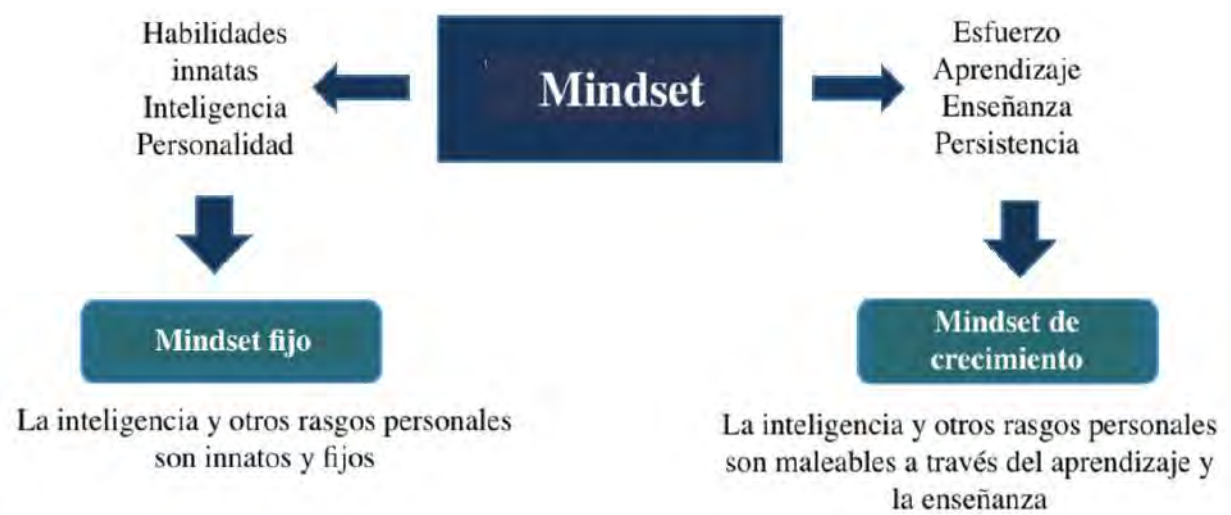 Habilidades
innatas
Inteligencia
Personalidad
Mindset
Esfuerzo
Aprendizaje
Enseñanza
Persistencia
Mindset fijo
La inteligencia y otros rasgos personales
son innatos y fijos
Mindset de
crecimiento
La inteligencia y otros rasgos personales
son maleables a través del aprendizaje y
la enseñanza